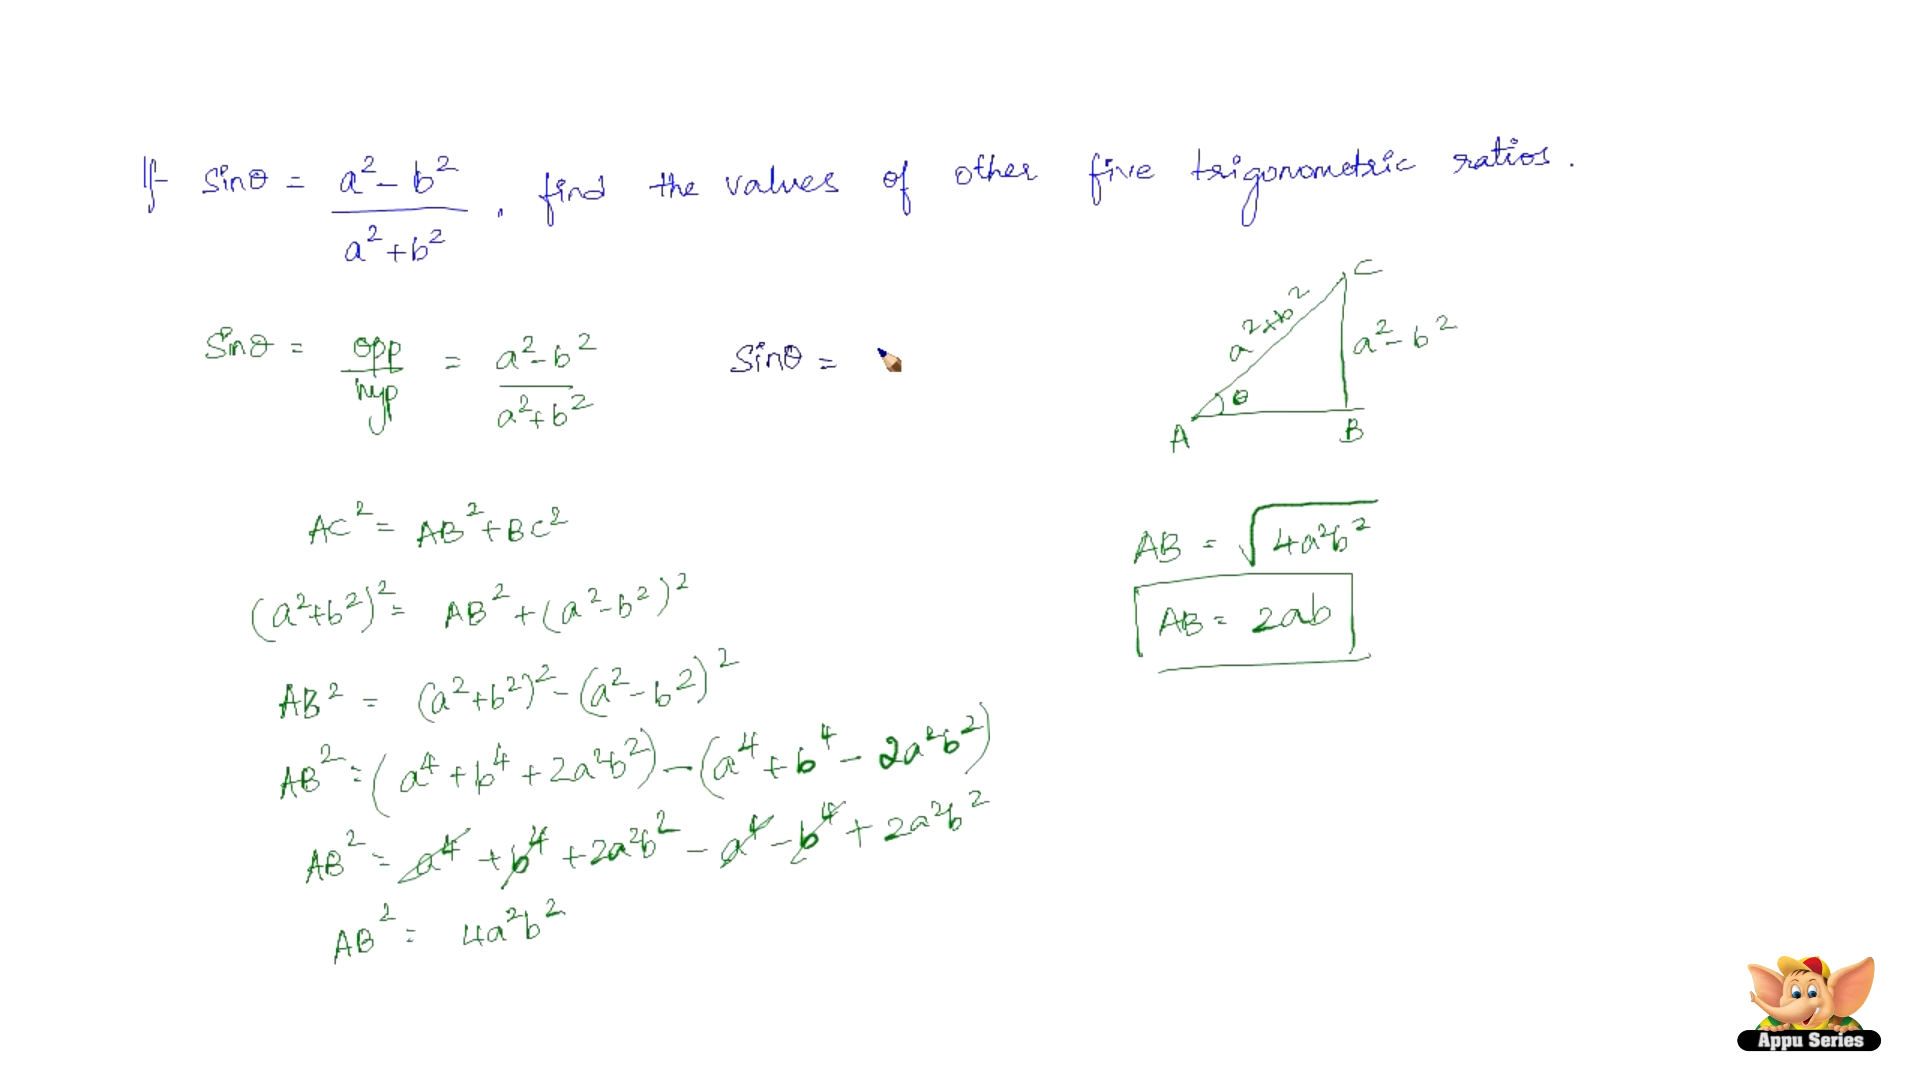 If Sinθ = (a² - b²)/(a² + b²), find the values of other five trigonometric ratios.
Sinθ = opp/hyp = (a² - b²)/(a² + b²)
Sinθ =
C
a² + b²
a² - b²
θ
A
B
AC² = AB² + BC²
(a² + b²)² = AB² + (a² - b²)²
AB² = (a² + b²)² - (a² - b²)²
AB² = (a⁴ + b⁴ + 2a²b²) - (a⁴ + b⁴ - 2a²b²)
AB² = a⁴ + b⁴ + 2a²b² - a⁴ - b⁴ + 2a²b²
AB² = 4a²b²
AB = √4a²b²
AB = 2ab
Appu Series